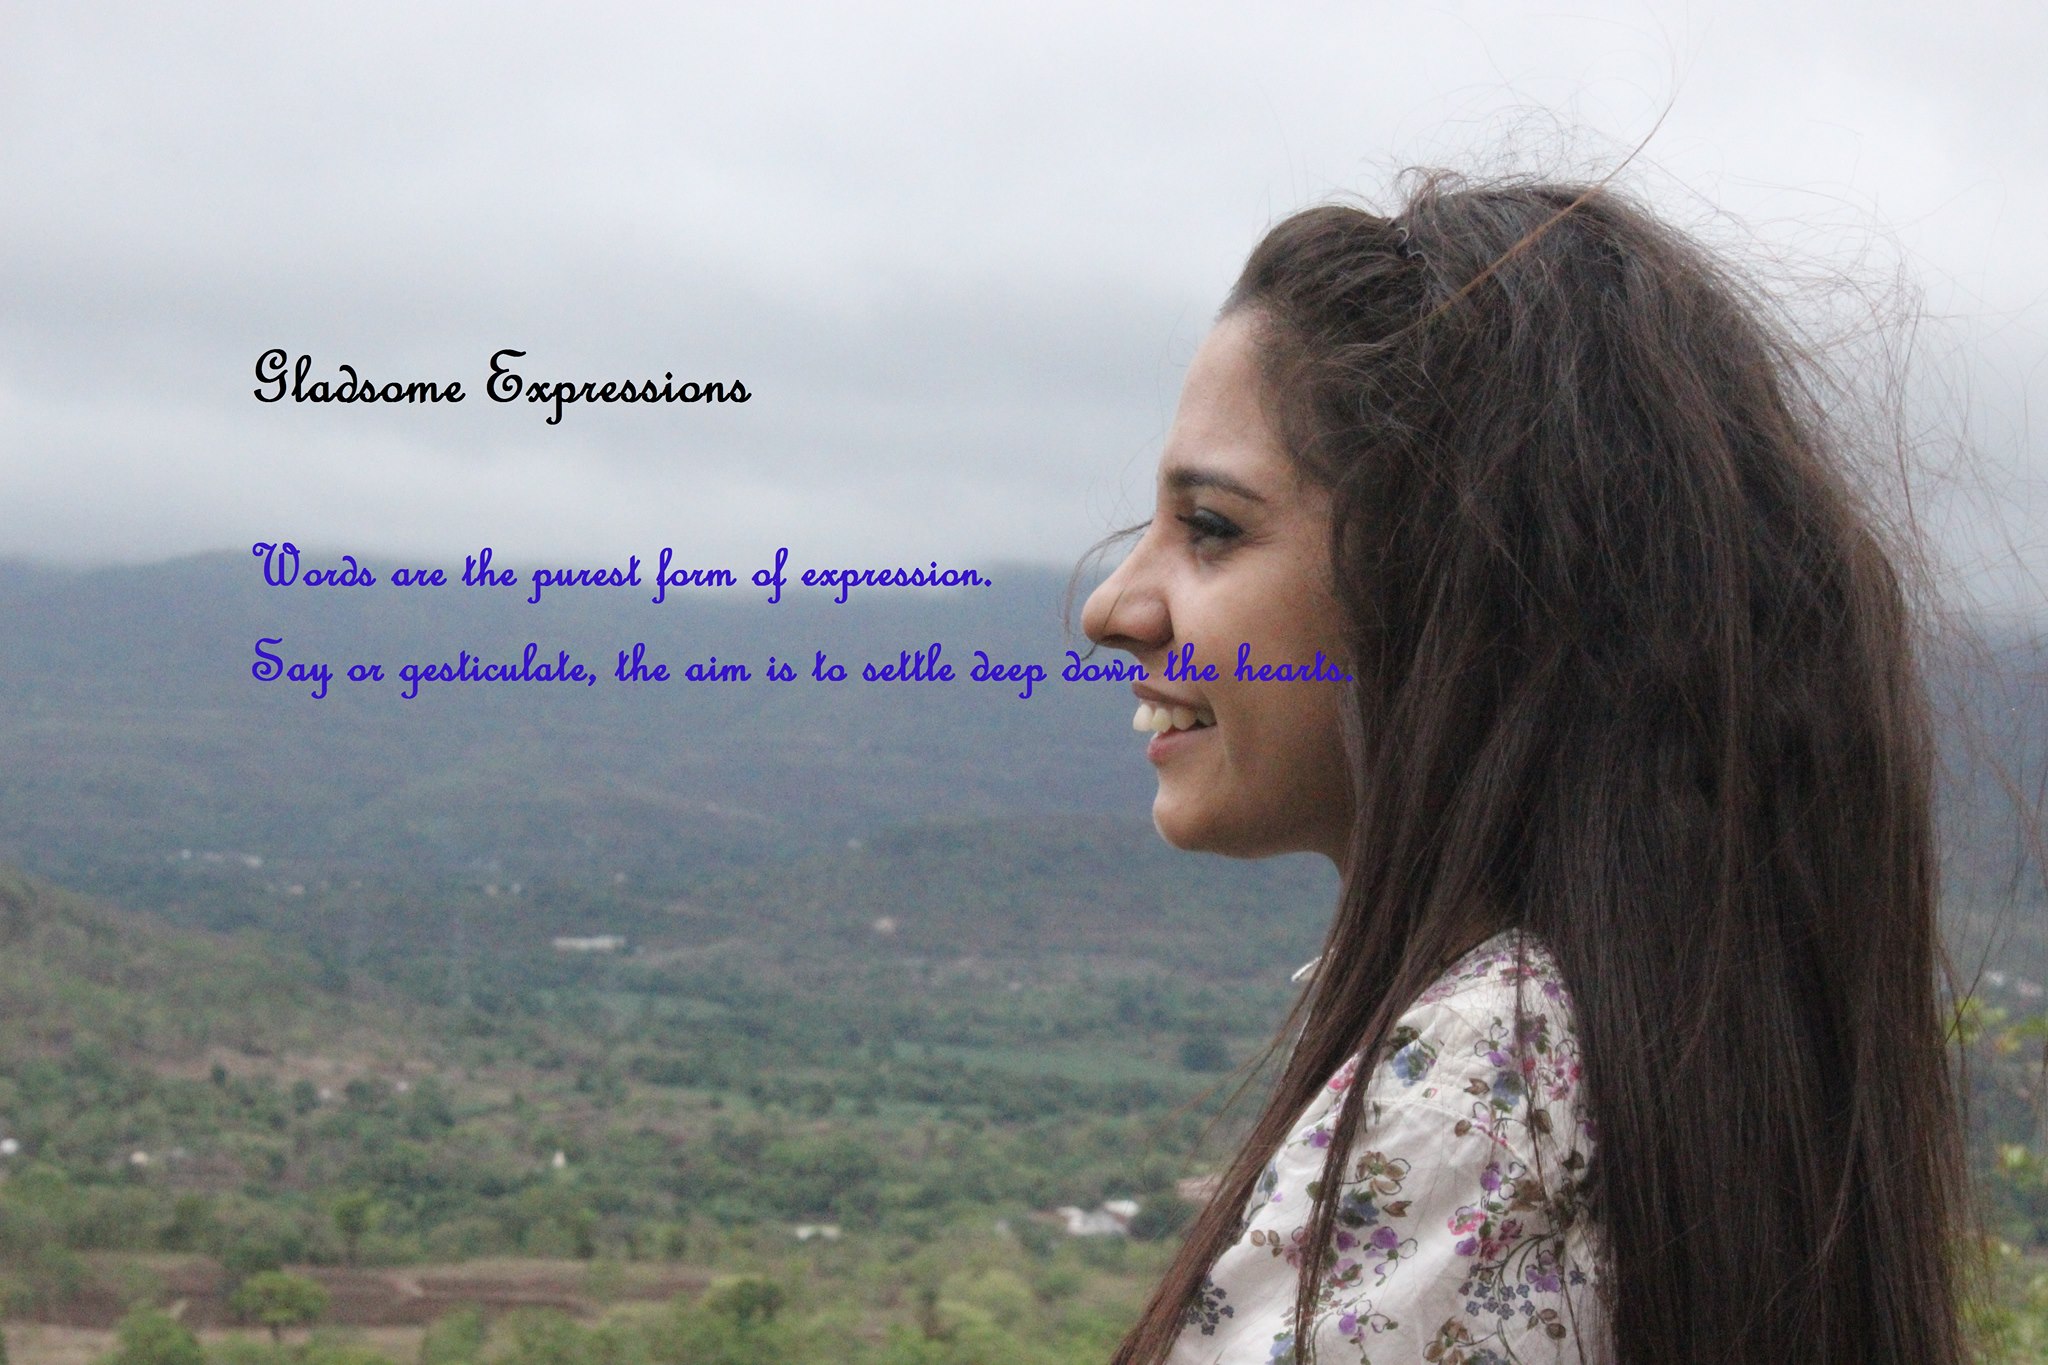 Gladsome Expressions
Words are the purest form of expression.
Say or gesticulate, the aim is to settle deep down the hearts.